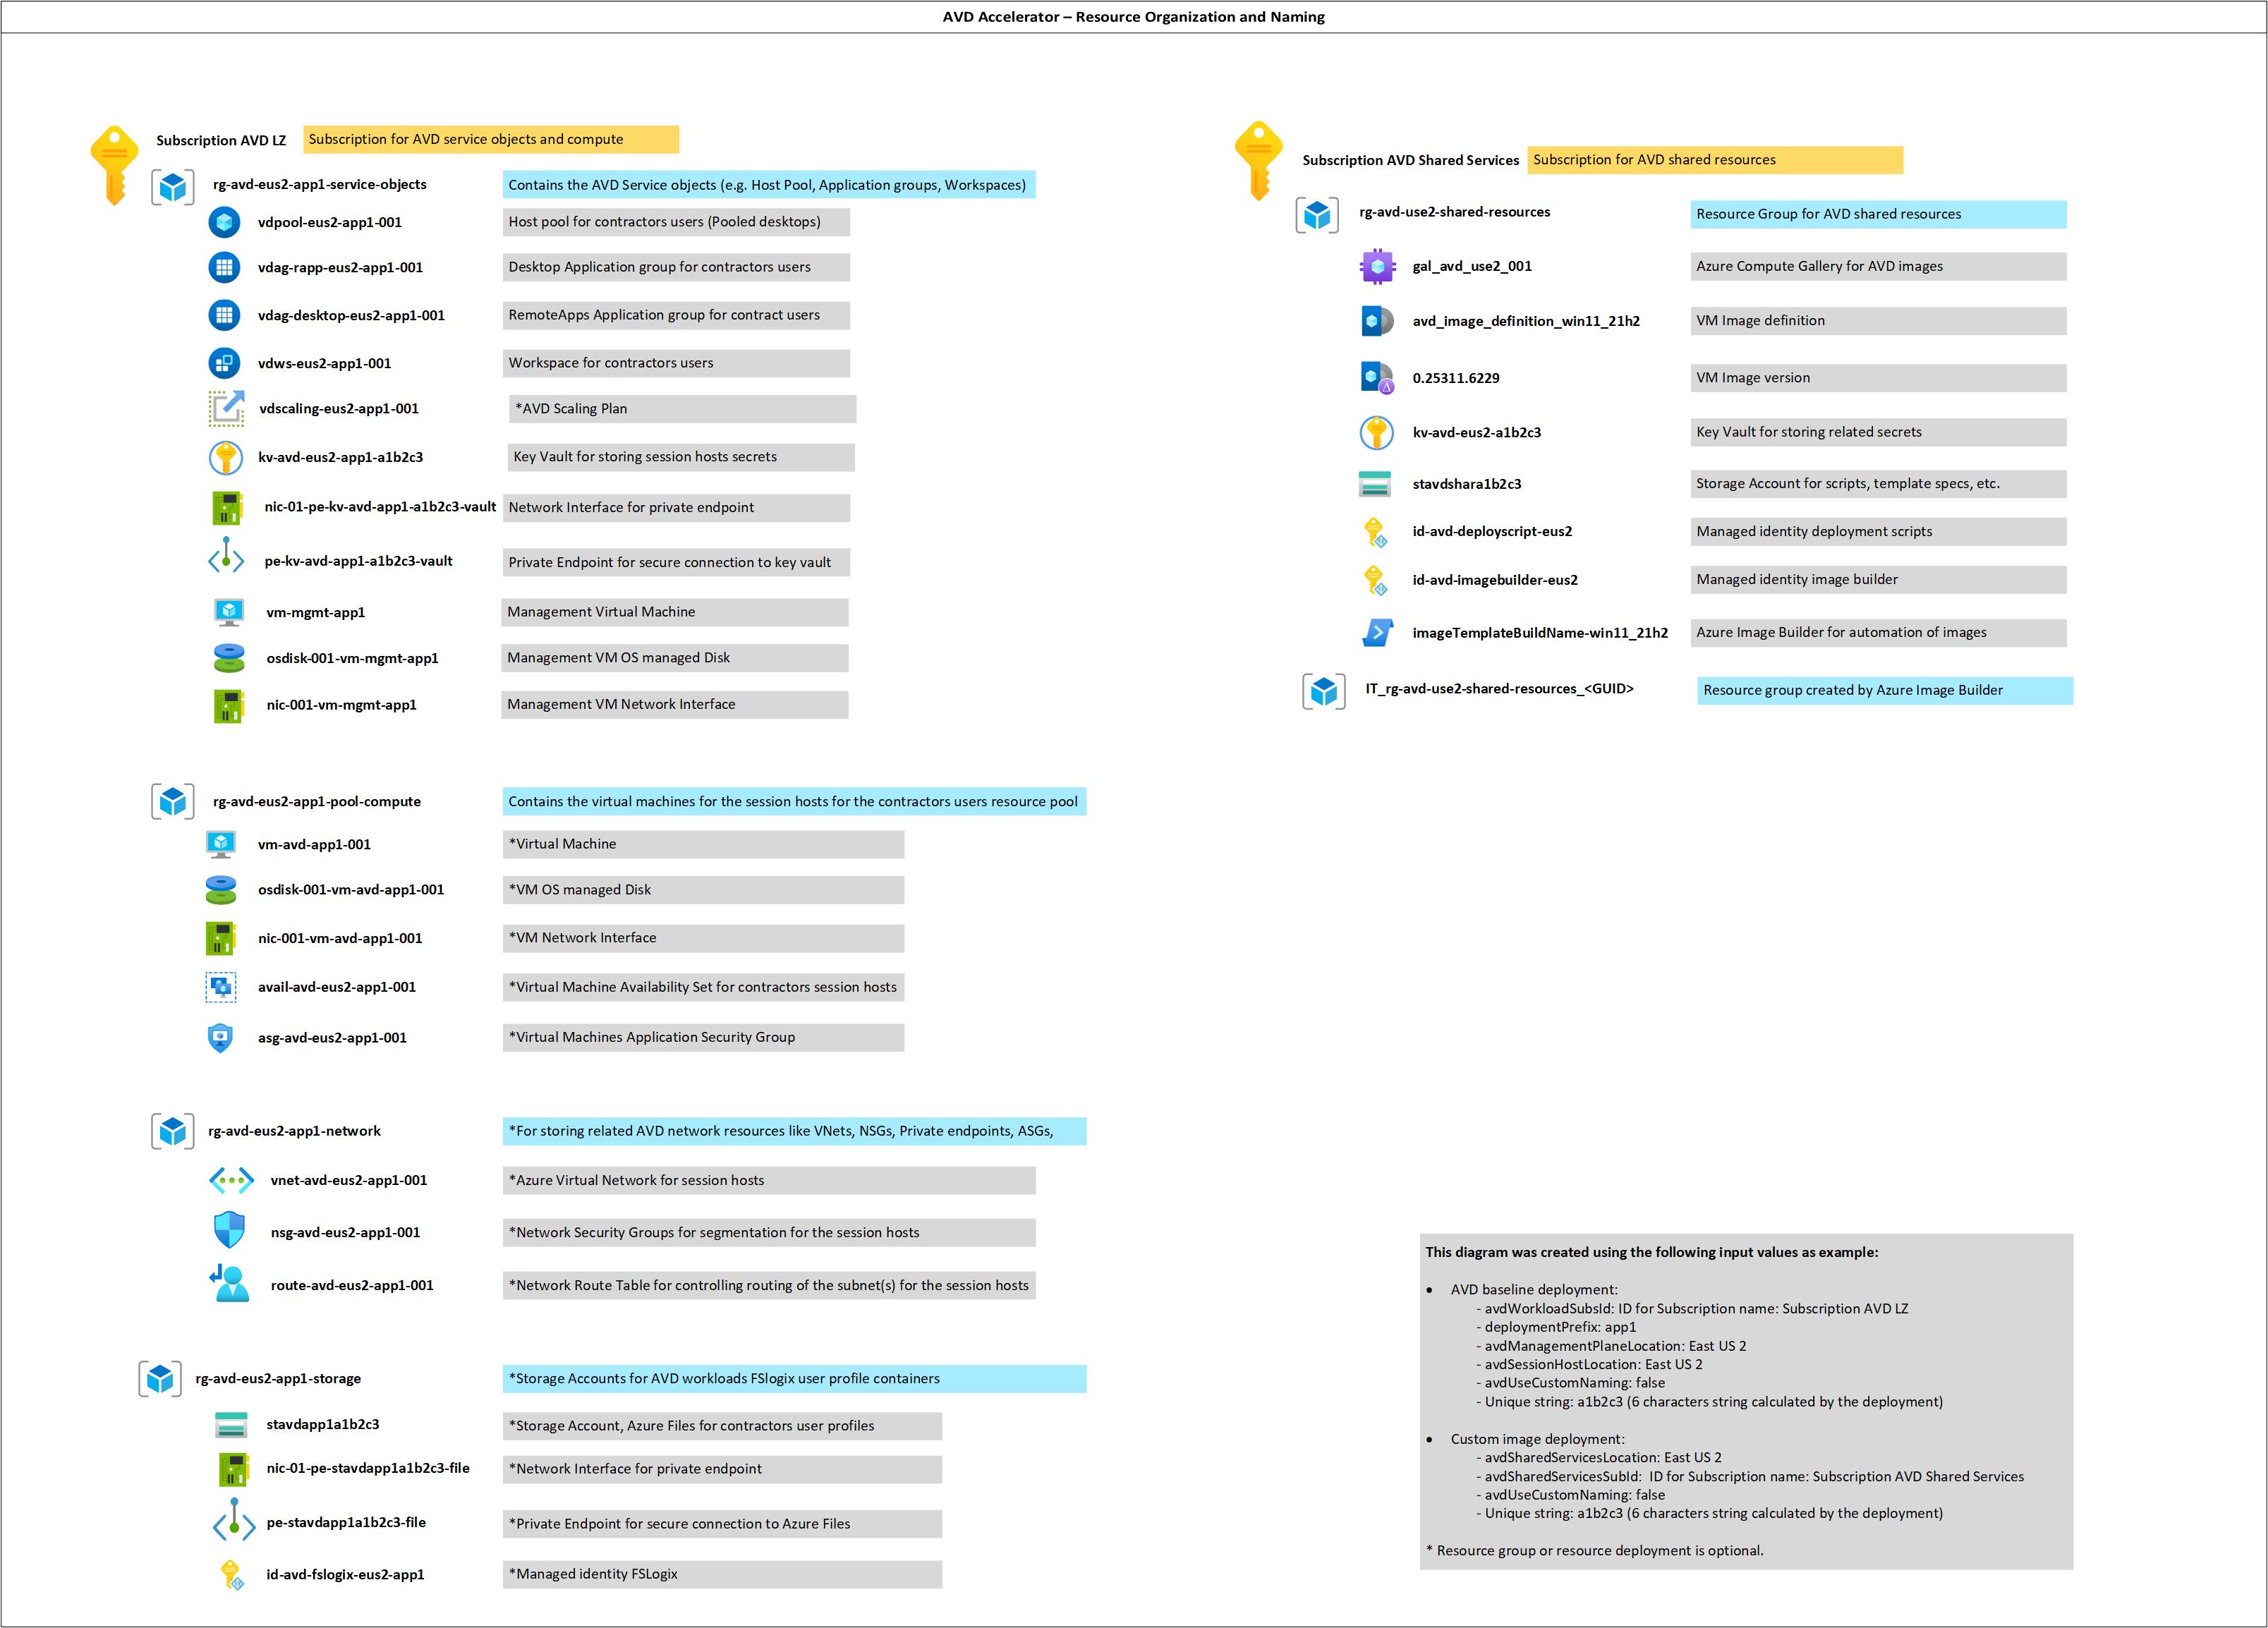 AVD Accelerator – Resource Organization and Naming
Subscription AVD LZ
Subscription for AVD service objects and compute
rg-avd-eus2-app1-service-objects
Contains the AVD Service objects (e.g. Host Pool, Application groups, Workspaces)
vdpool-eus2-app1-001
Host pool for contractors users (Pooled desktops)
vdag-rapp-eus2-app1-001
Desktop Application group for contractors users
vdag-desktop-eus2-app1-001
RemoteApps Application group for contract users
vdws-eus2-app1-001
Workspace for contractors users
vdscaling-eus2-app1-001
*AVD Scaling Plan
kv-avd-eus2-app1-a1b2c3
Key Vault for storing session hosts secrets
nic-01-pe-kv-avd-app1-a1b2c3-vault
Network Interface for private endpoint
pe-kv-avd-app1-a1b2c3-vault
Private Endpoint for secure connection to key vault
vm-mgmt-app1
Management Virtual Machine
osdisk-001-vm-mgmt-app1
Management VM OS managed Disk
nic-001-vm-mgmt-app1
Management VM Network Interface
rg-avd-eus2-app1-pool-compute
Contains the virtual machines for the session hosts for the contractors users resource pool
vm-avd-app1-001
*Virtual Machine
osdisk-001-vm-avd-app1-001
*VM OS managed Disk
nic-001-vm-avd-app1-001
*VM Network Interface
avail-avd-eus2-app1-001
*Virtual Machine Availability Set for contractors session hosts
asg-avd-eus2-app1-001
*Virtual Machines Application Security Group
rg-avd-eus2-app1-network
*For storing related AVD network resources like VNets, NSGs, Private endpoints, ASGs,
vnet-avd-eus2-app1-001
*Azure Virtual Network for session hosts
nsg-avd-eus2-app1-001
*Network Security Groups for segmentation for the session hosts
route-avd-eus2-app1-001
*Network Route Table for controlling routing of the subnet(s) for the session hosts
rg-avd-eus2-app1-storage
*Storage Accounts for AVD workloads FSlogix user profile containers
stavdapp1a1b2c3
*Storage Account, Azure Files for contractors user profiles
nic-01-pe-stavdapp1a1b2c3-file
*Network Interface for private endpoint
pe-stavdapp1a1b2c3-file
*Private Endpoint for secure connection to Azure Files
id-avd-fslogix-eus2-app1
*Managed identity FSLogix
Subscription AVD Shared Services
Subscription for AVD shared resources
rg-avd-use2-shared-resources
Resource Group for AVD shared resources
gal_avd_use2_001
Azure Compute Gallery for AVD images
avd_image_definition_win11_21h2
VM Image definition
0.25311.6229
VM Image version
kv-avd-eus2-a1b2c3
Key Vault for storing related secrets
stavdshara1b2c3
Storage Account for scripts, template specs, etc.
id-avd-deployscript-eus2
Managed identity deployment scripts
id-avd-imagebuilder-eus2
Managed identity image builder
imageTemplateBuildName-win11_21h2
Azure Image Builder for automation of images
IT_rg-avd-use2-shared-resources_<GUID>
Resource group created by Azure Image Builder
This diagram was created using the following input values as example:
• AVD baseline deployment:
- avdWorkloadSubsId: ID for Subscription name: Subscription AVD LZ
- deploymentPrefix: app1
- avdManagementPlaneLocation: East US 2
- avdSessionHostLocation: East US 2
- avdUseCustomNaming: false
- Unique string: a1b2c3 (6 characters string calculated by the deployment)
• Custom image deployment:
- avdSharedServicesLocation: East US 2
- avdSharedServicesSubId: ID for Subscription name: Subscription AVD Shared Services
- avdUseCustomNaming: false
- Unique string: a1b2c3 (6 characters string calculated by the deployment)
* Resource group or resource deployment is optional.